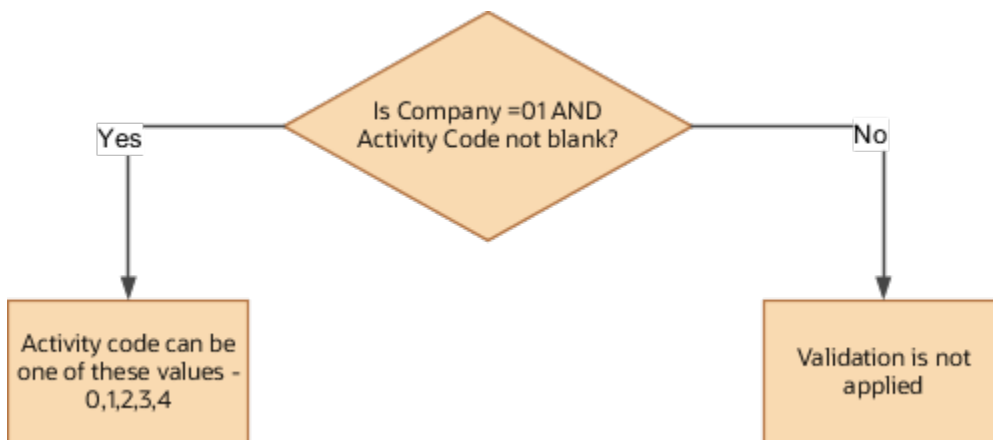 Is Company =01 AND
Activity Code not blank?
Yes
No
Activity code can be
one of these values -
0,1,2,3,4
Validation is not
applied